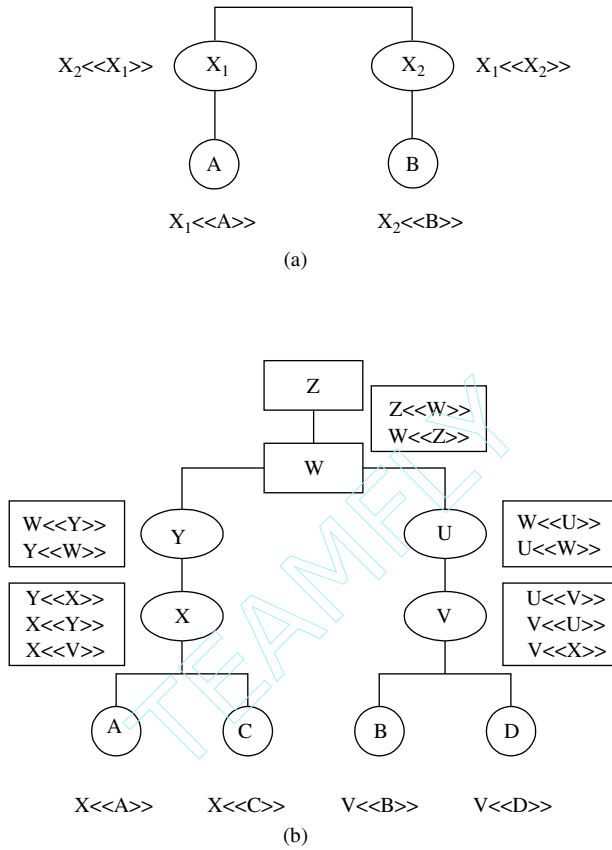 X₂<<X₁>> X₁ X₂ X₁<<X₂>>
A B
X₁<<A>> X₂<<B>>
(a)
Z
Z<<W>>
W<<Z>>
W
W<<Y>>
Y<<W>>
Y
U
W<<U>>
U<<W>>
Y<<X>>
X<<Y>>
X<<V>>
X
V
U<<V>>
V<<U>>
V<<X>>
A C B D
X<<A>> X<<C>> V<<B>> V<<D>>
(b)
TEAMFLY